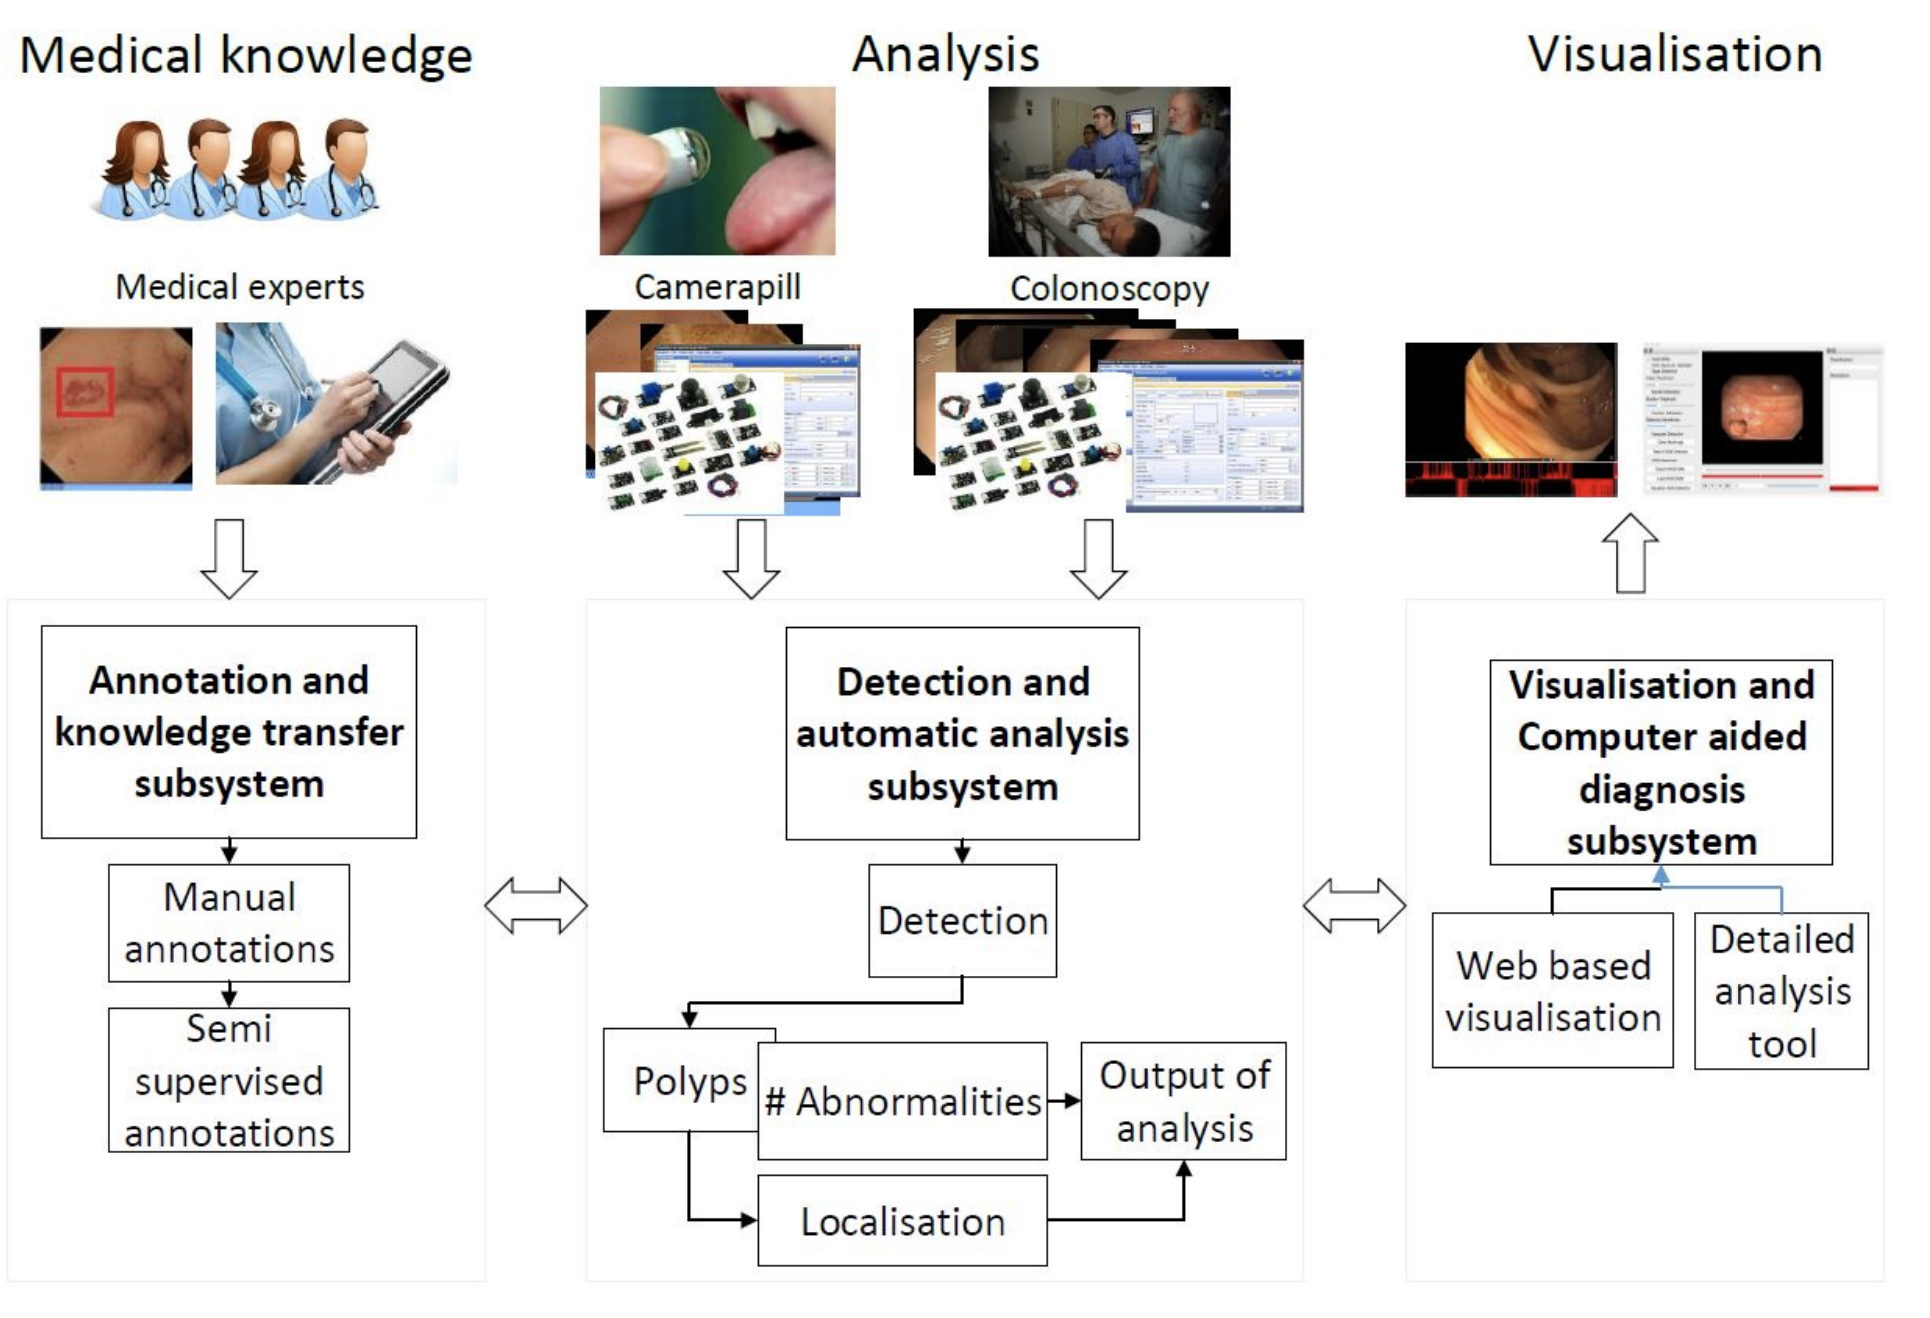 Medical knowledge
Analysis
Visualisation
Medical experts
Camerapill
Colonoscopy
Annotation and
knowledge transfer
subsystem
Manual
annotations
Semi
supervised
annotations
Detection and
automatic analysis
subsystem
Detection
Polyps
# Abnormalities
Output of
analysis
Localisation
Visualisation and
Computer aided
diagnosis
subsystem
Web based
visualisation
Detailed
analysis
tool